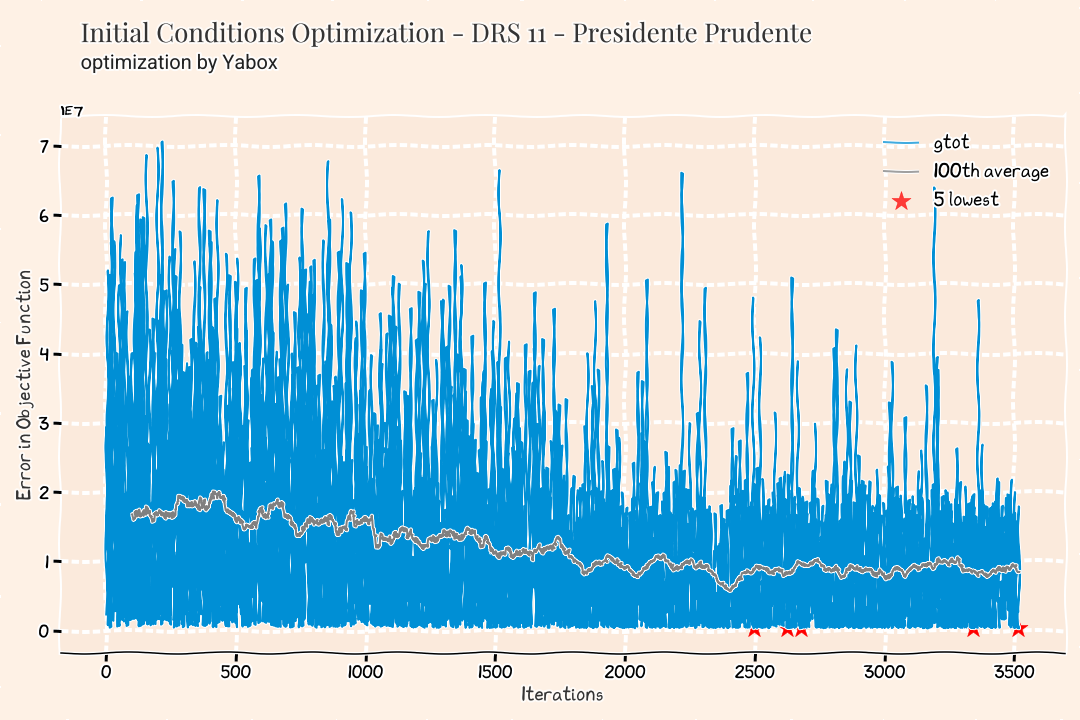 Initial Conditions Optimization - DRS 11 - Presidente Prudente
optimization by Yabox
1E7
gtot
100th average
5 lowest
Error in Objective Function
7
6
5
4
3
2
1
0
0 500 1000 1500 2000 2500 3000 3500
Iterations